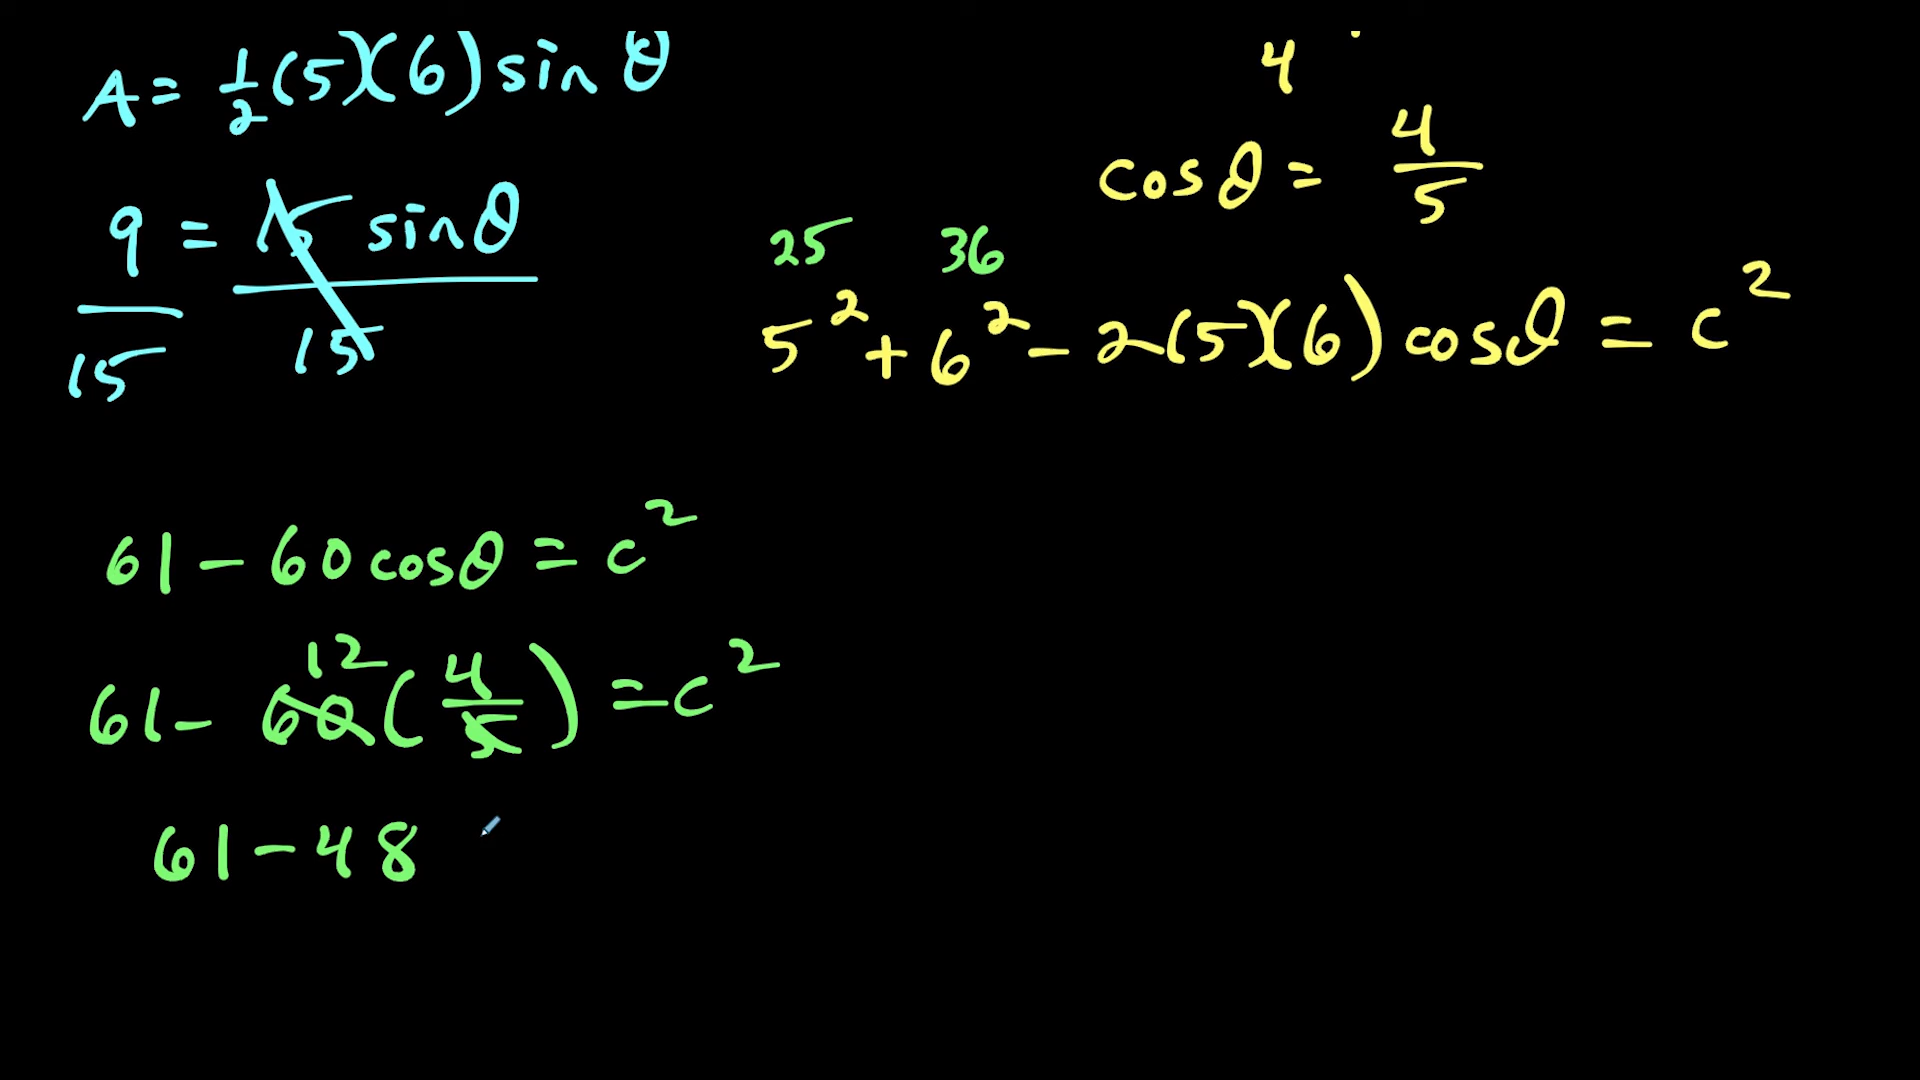 A = 1/2 (5)(6) sin θ
9/15 = 15 sin θ/15
4
cos θ = 4/5
25 36
5² + 6² - 2(5)(6) cos θ = c²
61 - 60 cos θ = c²
12
61 - 60 (4/5) = c²
61 - 48